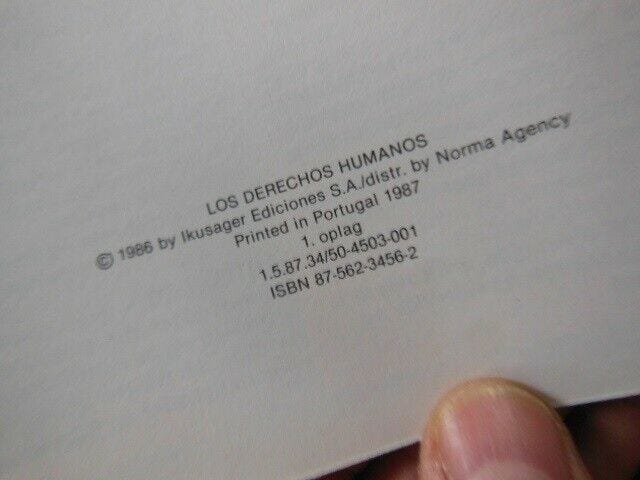 LOS DERECHOS HUMANOS
© 1986 by Ikusager Ediciones S.A./distr. by Norma Agency
Printed in Portugal 1987
1. oplag
1.5.87.34/50-4503-001
ISBN 87-562-3456-2